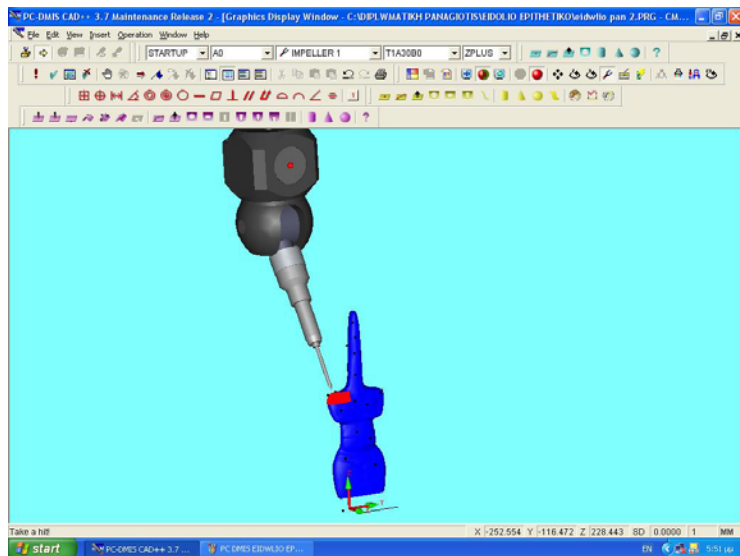 PC-DMIS CAD++ 3.7 Maintenance Release 2 - [Graphics Display Window - C:\DIPLWMATIKH PANAGIOTIS\EIDOLIO EPITHETIKO\eidwlio pan 2.PRG - CM...
File Edit View Insert Operation Window Help
STARTUP A0 IMPELLER 1 T1A30B0 ZPLUS
Take a hit! X -252.554 Y -116.472 Z 228.443 SD 0.0000 1 MM
start PC-DMIS CAD++ 3.7 ... PC DMIS EIDWLIO EP... EN 5:51 μμ